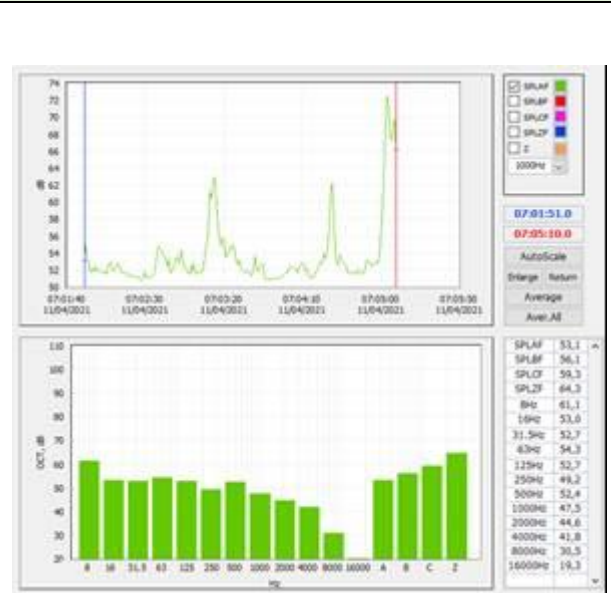 74
72
70
68
66
64
62
60
58
56
54
52
50
dB
07:01:40 07:02:30 07:03:20 07:04:10 07:05:00 07:05:50
11/04/2021 11/04/2021 11/04/2021 11/04/2021 11/04/2021 11/04/2021
SPLAF
SPLBF
SPLCF
SPLZF
Z
1000Hz
07:01:51.0
07:05:10.0
AutoScale
Enlarge Return
Average
Aver.All
110
100
90
80
70
60
50
40
30
20
OCT, dB
8 16 31.5 63 125 250 500 1000 2000 4000 8000 16000 A B C Z
Hz
SPLAF 53,1
SPLBF 56,1
SPLCF 59,3
SPLZF 64,3
8Hz 61,1
16Hz 53,0
31.5Hz 52,7
63Hz 54,3
125Hz 52,7
250Hz 49,2
500Hz 52,4
1000Hz 47,5
2000Hz 44,6
4000Hz 41,8
8000Hz 30,5
16000Hz 19,3